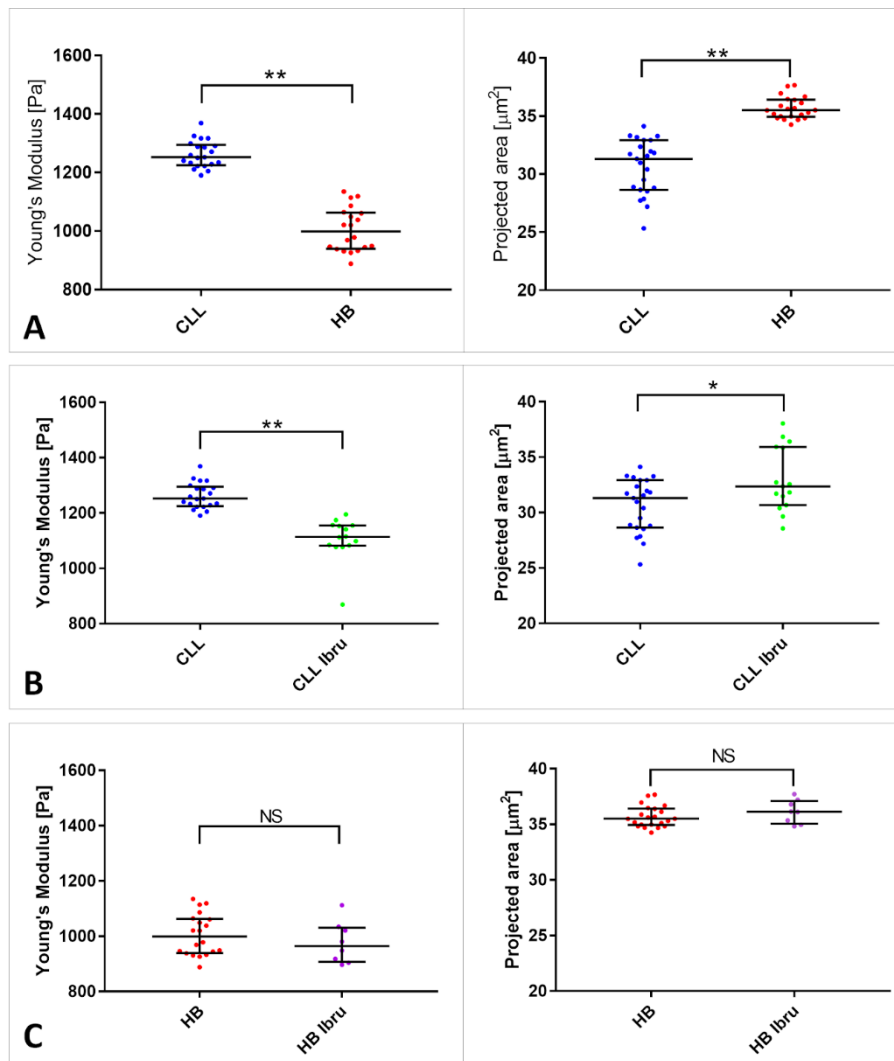 1600
1400
1200
1000
800
Young's Modulus [Pa]
**
CLL
HB
A
40
35
30
25
20
Projected area [µm²]
**
CLL
HB
1600
1400
1200
1000
800
Young's Modulus [Pa]
**
CLL
CLL Ibru
B
40
35
30
25
20
Projected area [µm²]
*
CLL
CLL Ibru
1600
1400
1200
1000
800
Young's Modulus [Pa]
NS
HB
HB Ibru
C
40
35
30
25
20
Projected area [µm²]
NS
HB
HB Ibru